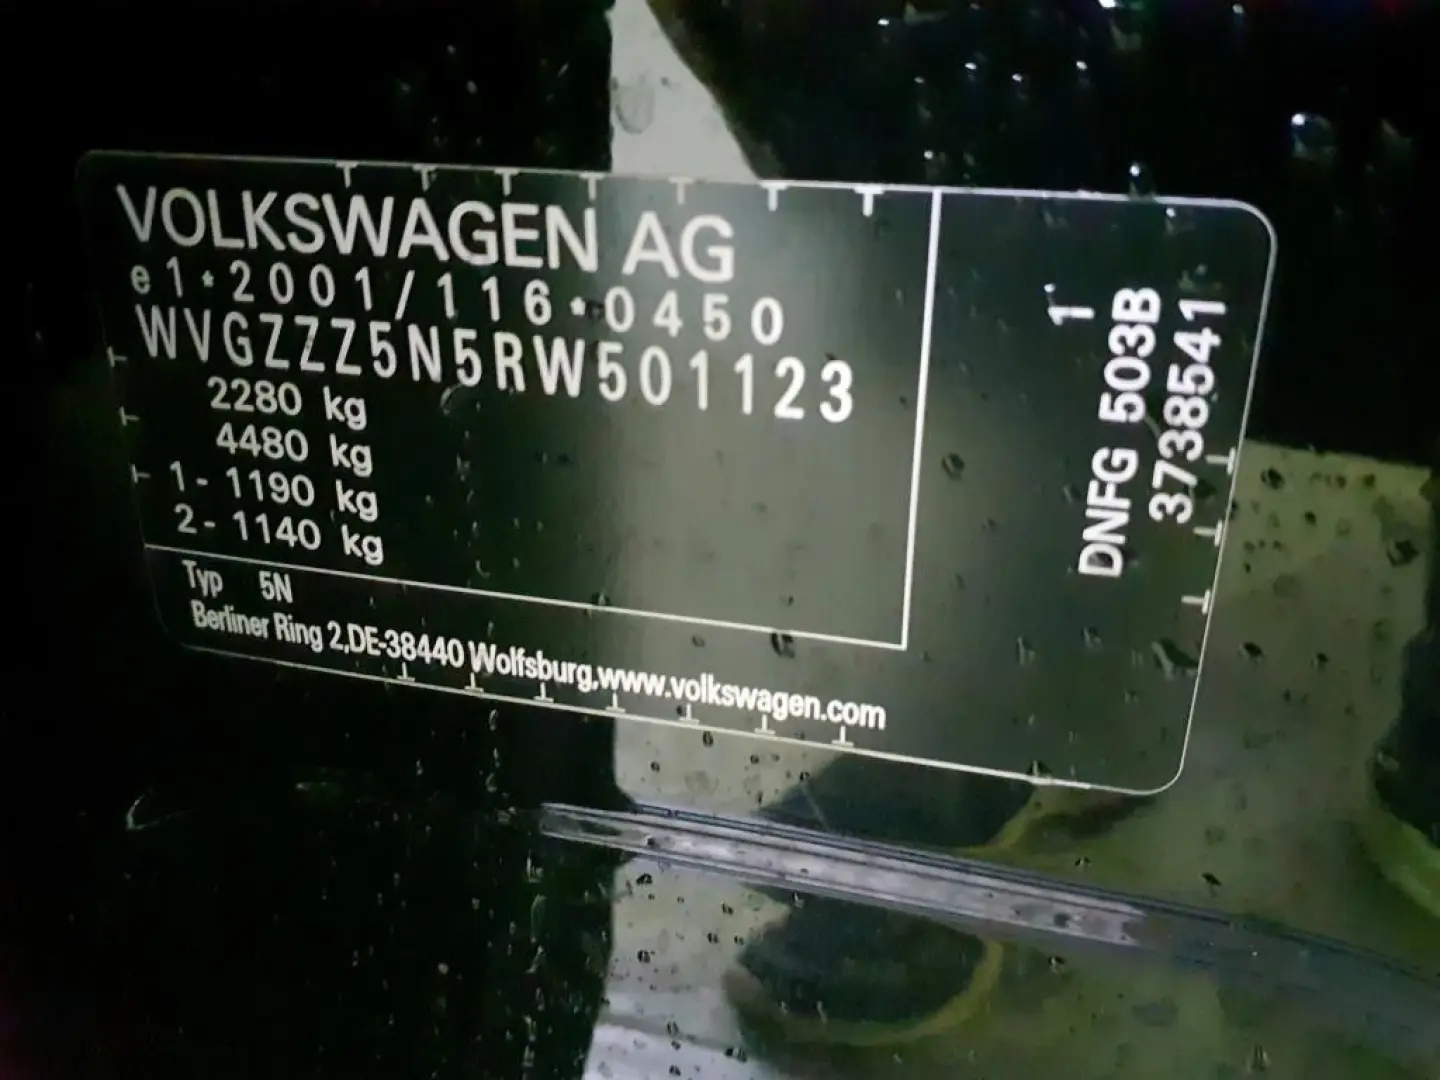 VOLKSWAGEN AG
e1*2001/116*0450
WVGZZZ5N5RW501123
2280 kg
4480 kg
1- 1190 kg
2- 1140 kg
Typ 5N
Berliner Ring 2,DE-38440 Wolfsburg,www.volkswagen.com
1
DNFG 503B
3738541